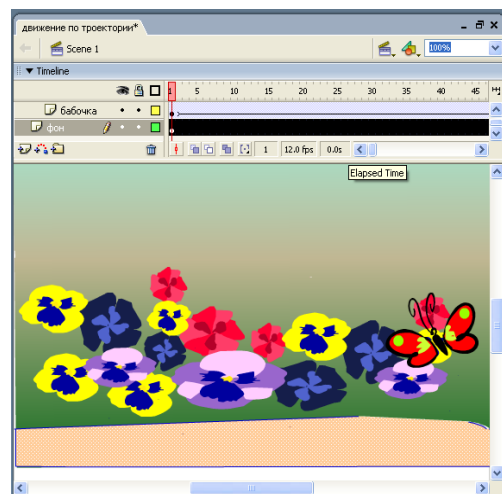 движение по троектории*
Scene 1
100%
Timeline
1 5 10 15 20 25 30 35 40 45
бабочка
фон
1 12.0 fps 0.0s
Elapsed Time